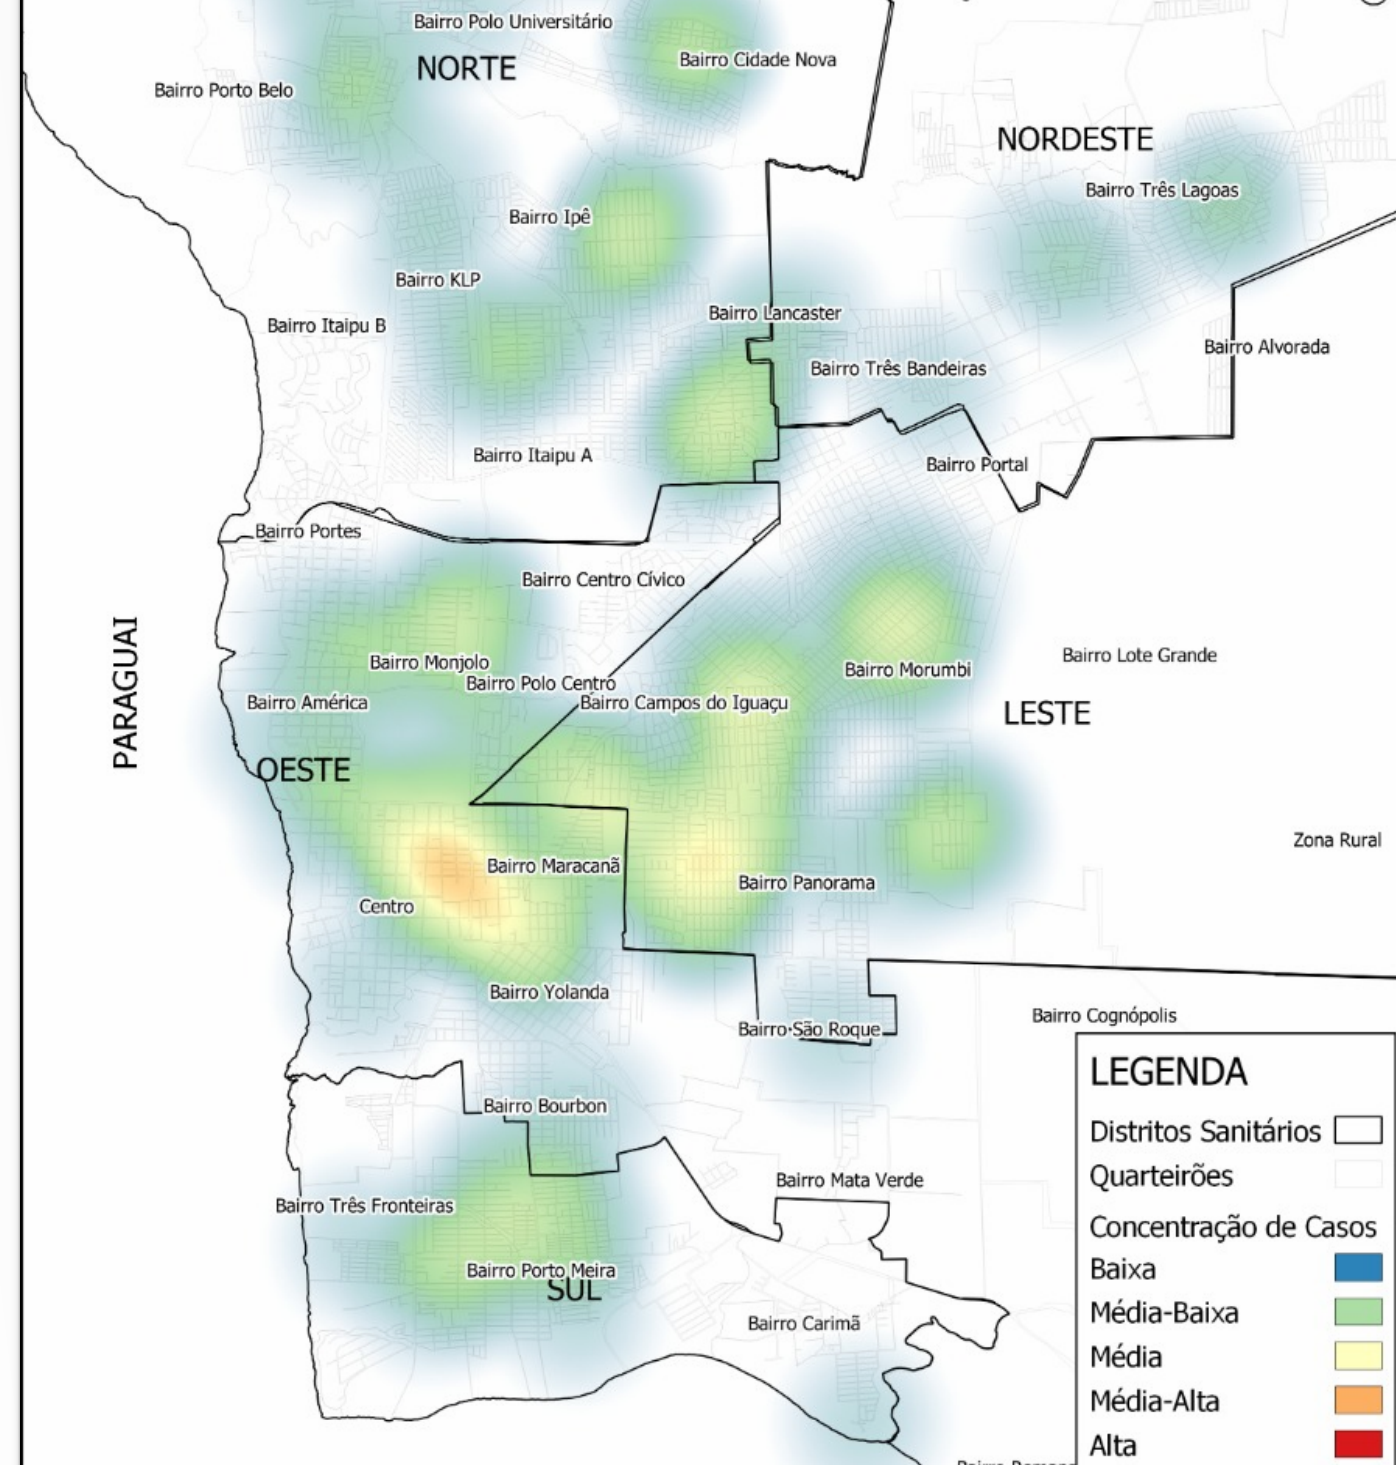 Bairro Polo Universitário
Bairro Cidade Nova
NORTE
Bairro Porto Belo
NORDESTE
Bairro Três Lagoas
Bairro Ipê
Bairro KLP
Bairro Lancaster
Bairro Itaipu B
Bairro Alvorada
Bairro Três Bandeiras
Bairro Itaipu A
Bairro Portal
Bairro Portes
Bairro Centro Cívico
PARAGUAI
Bairro Monjolo
Bairro Lote Grande
Bairro Morumbi
Bairro Polo Centro
Bairro América
Bairro Campos do Iguaçu
LESTE
OESTE
Zona Rural
Bairro Maracanã
Bairro Panorama
Centro
Bairro Yolanda
Bairro Cognópolis
Bairro São Roque
Bairro Bourbon
Bairro Mata Verde
Bairro Três Fronteiras
Bairro Porto Meira
SUL
Bairro Carimã
LEGENDA
Distritos Sanitários
Quarteirões
Concentração de Casos
Baixa
Média-Baixa
Média
Média-Alta
Alta
Bairro